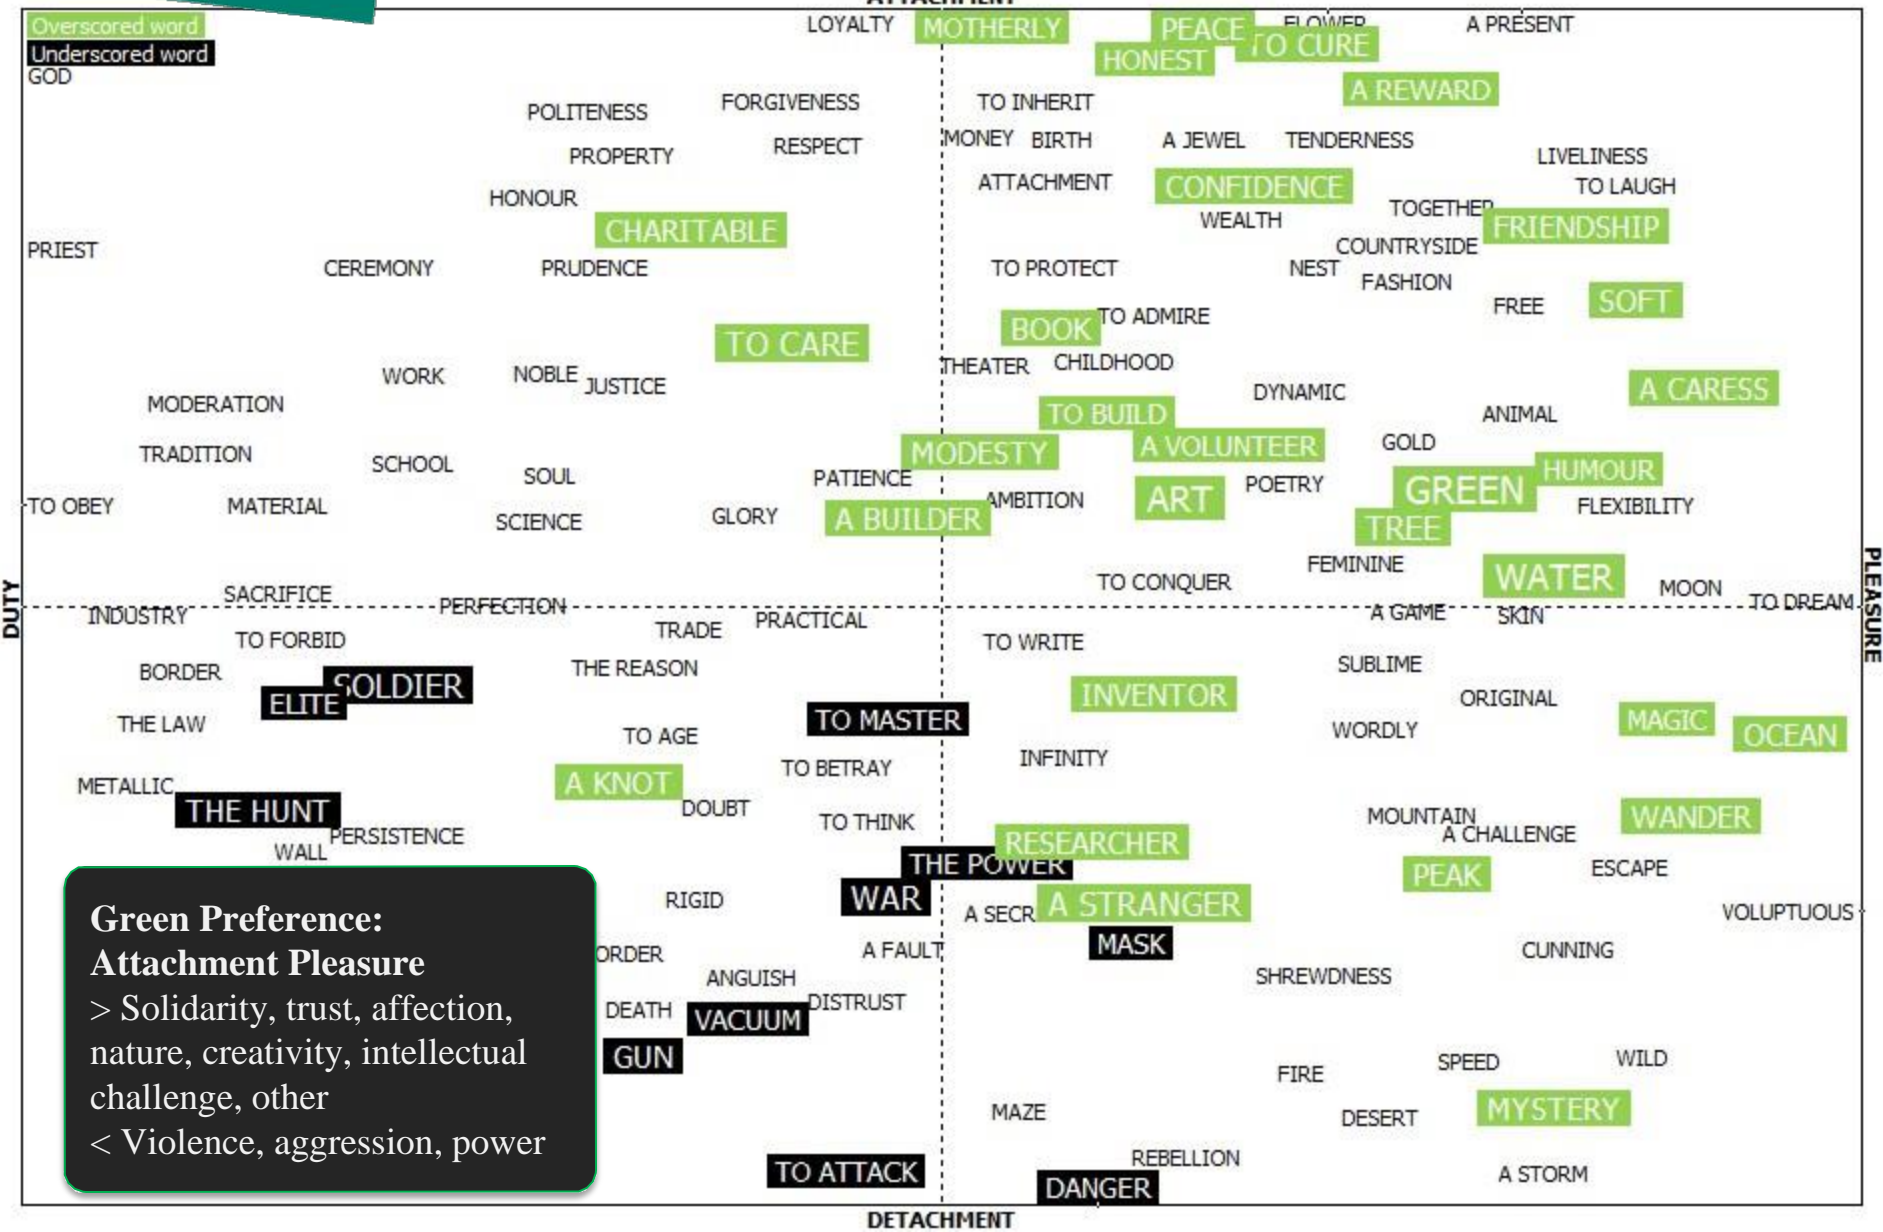 ATTACHMENT
Overscored word
Underscored word
GOD
LOYALTY
MOTHERLY
PEACE
FLOWER
A PRESENT
TO CURE
HONEST
A REWARD
POLITENESS
FORGIVENESS
TO INHERIT
PROPERTY
RESPECT
MONEY
BIRTH
A JEWEL
TENDERNESS
LIVELINESS
HONOUR
ATTACHMENT
CONFIDENCE
TO LAUGH
CHARITABLE
WEALTH
TOGETHER
FRIENDSHIP
PRIEST
COUNTRYSIDE
CEREMONY
PRUDENCE
TO PROTECT
NEST
FASHION
FREE
SOFT
TO CARE
BOOK
TO ADMIRE
WORK
NOBLE
JUSTICE
THEATER
CHILDHOOD
DYNAMIC
A CARESS
MODERATION
TO BUILD
ANIMAL
TRADITION
SCHOOL
SOUL
MODESTY
A VOLUNTEER
GOLD
HUMOUR
PATIENCE
POETRY
GREEN
TO OBEY
MATERIAL
SCIENCE
GLORY
A BUILDER
AMBITION
ART
FLEXIBILITY
TREE
FEMININE
TO CONQUER
WATER
MOON
TO DREAM
DUTY
PLEASURE
SACRIFICE
INDUSTRY
PERFECTION
PRACTICAL
A GAME
SKIN
TO FORBID
TRADE
TO WRITE
BORDER
THE REASON
SUBLIME
SOLDIER
ELITE
INVENTOR
ORIGINAL
THE LAW
TO MASTER
MAGIC
TO AGE
WORDLY
OCEAN
METALLIC
A KNOT
TO BETRAY
INFINITY
THE HUNT
DOUBT
TO THINK
MOUNTAIN
WANDER
PERSISTENCE
WALL
RESEARCHER
A CHALLENGE
THE POWER
PEAK
ESCAPE
RIGID
WAR
A SECR
A STRANGER
VOLUPTUOUS
ORDER
A FAULT
MASK
CUNNING
ANGUISH
SHREWDNESS
DEATH
VACUUM
DISTRUST
GUN
FIRE
SPEED
WILD
MAZE
DESERT
MYSTERY
TO ATTACK
REBELLION
A STORM
DANGER
DETACHMENT
Green Preference:
Attachment Pleasure
> Solidarity, trust, affection,
nature, creativity, intellectual
challenge, other
< Violence, aggression, power